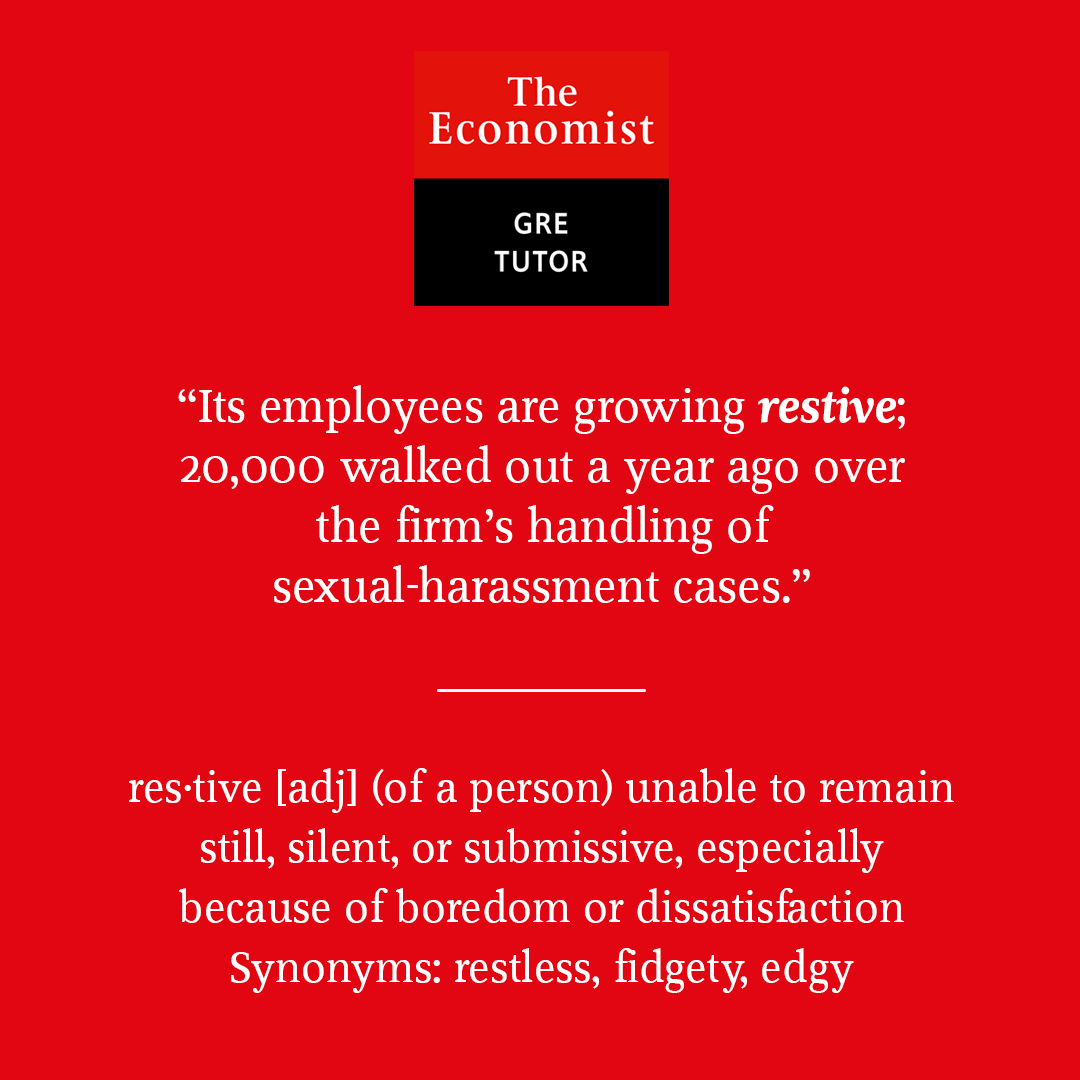 The
Economist
GRE
TUTOR
“Its employees are growing restive;
20,000 walked out a year ago over
the firm’s handling of
sexual-harassment cases.”
res·tive [adj] (of a person) unable to remain
still, silent, or submissive, especially
because of boredom or dissatisfaction
Synonyms: restless, fidgety, edgy